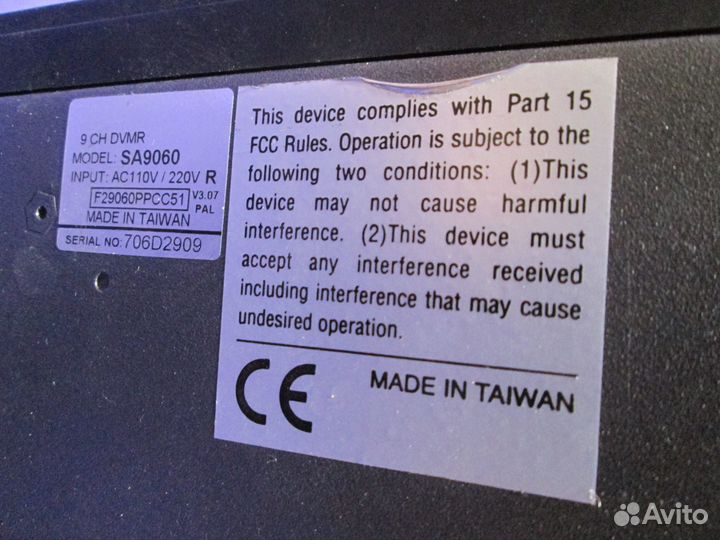 9 CH DVMR
MODEL: SA9060
INPUT: AC110V / 220V R
F29060PPCC51 V3.07
PAL
MADE IN TAIWAN
SERIAL NO: 706D2909
This device complies with Part 15
FCC Rules. Operation is subject to the
following two conditions: (1)This
device may not cause harmful
interference. (2)This device must
accept any interference received
including interference that may cause
undesired operation.
CE
MADE IN TAIWAN
Avito